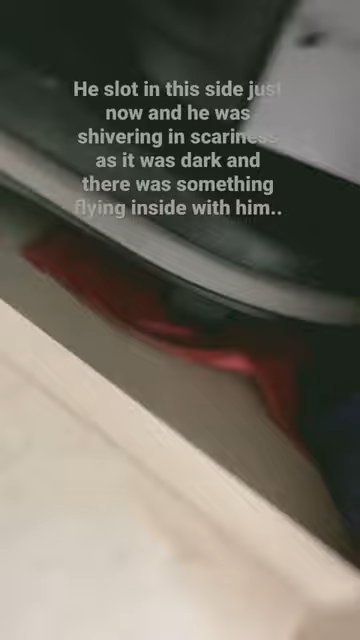 He slot in this side just
now and he was
shivering in scariness
as it was dark and
there was something
flying inside with him..